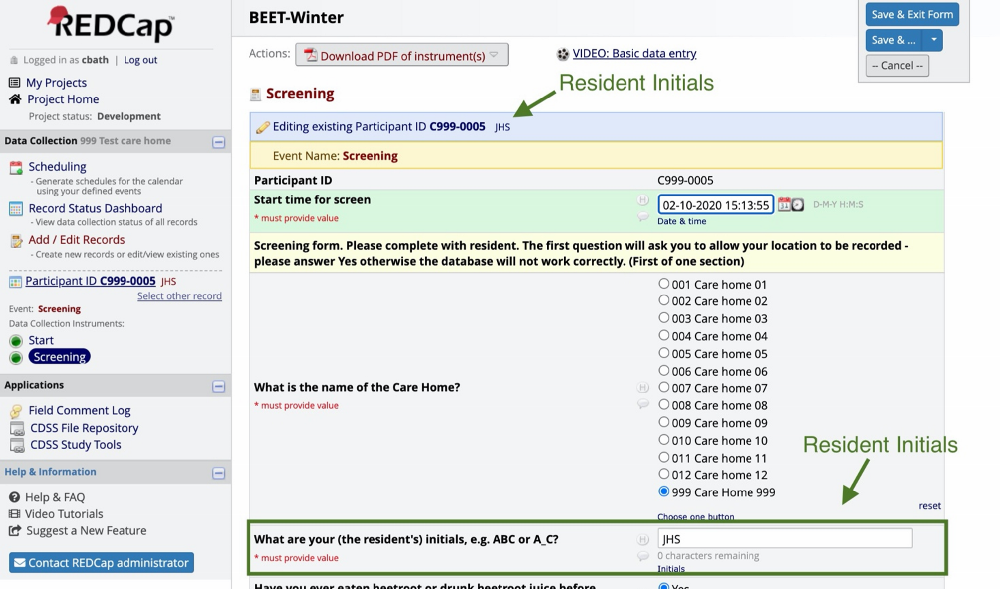 REDCap™
Logged in as cbath | Log out
My Projects
Project Home
Project status: Development
Data Collection 999 Test care home
Scheduling
- Generate schedules for the calendar
using your defined events
Record Status Dashboard
- View data collection status of all records
Add / Edit Records
- Create new records or edit/view existing ones
Participant ID C999-0005 JHS
Select other record
Event: Screening
Data Collection Instruments:
Start
Screening
Applications
Field Comment Log
CDSS File Repository
CDSS Study Tools
Help & Information
Help & FAQ
Video Tutorials
Suggest a New Feature
Contact REDCap administrator
BEET-Winter
Actions: Download PDF of instrument(s) VIDEO: Basic data entry
Save & Exit Form
Save & ...
-- Cancel --
Resident Initials
Screening
Editing existing Participant ID C999-0005 JHS
Event Name: Screening
Participant ID C999-0005
Start time for screen H 02-10-2020 15:13:55 31 D-M-Y H:M:S
* must provide value Date & time
Screening form. Please complete with resident. The first question will ask you to allow your location to be recorded -
please answer Yes otherwise the database will not work correctly. (First of one section)
What is the name of the Care Home? H
* must provide value
001 Care home 01
002 Care home 02
003 Care home 03
004 Care home 04
005 Care home 05
006 Care home 06
007 Care home 07
008 Care home 08
009 Care home 09
010 Care home 10
011 Care home 11
012 Care home 12
999 Care Home 999
reset
Choose one button
Resident Initials
What are your (the resident's) initials, e.g. ABC or A_C? H JHS
* must provide value 0 characters remaining
Initials
Have you ever eaten beetroot or drunk beetroot juice before Yes